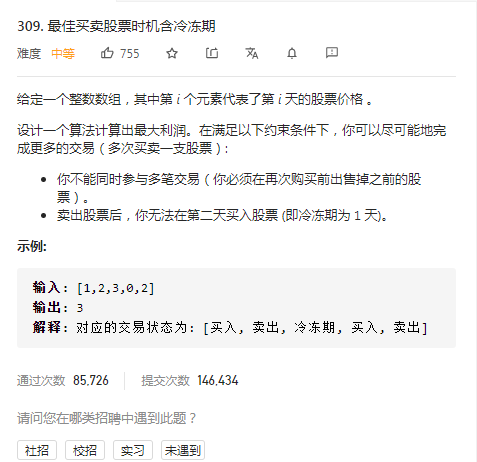 309. 最佳买卖股票时机含冷冻期
难度 中等 755
给定一个整数数组，其中第 i 个元素代表了第 i 天的股票价格 。
设计一个算法计算出最大利润。在满足以下约束条件下，你可以尽可能地完
成更多的交易（多次买卖一支股票）:
• 你不能同时参与多笔交易（你必须在再次购买前出售掉之前的股
票）。
• 卖出股票后，你无法在第二天买入股票 (即冷冻期为 1 天)。
示例:
输入: [1,2,3,0,2]
输出: 3
解释: 对应的交易状态为: [买入, 卖出, 冷冻期, 买入, 卖出]
通过次数 85,726 提交次数 146,434
请问您在哪类招聘中遇到此题？
社招 校招 实习 未遇到